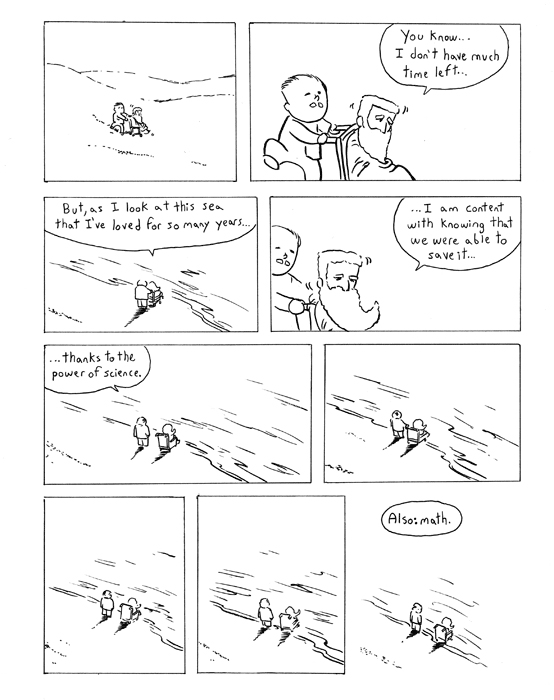 You know...
I don't have much
time left...
But, as I look at this sea
that I've loved for so many years...
...I am content
with knowing that
we were able to
save it...
...thanks to the
power of science.
Also: math.